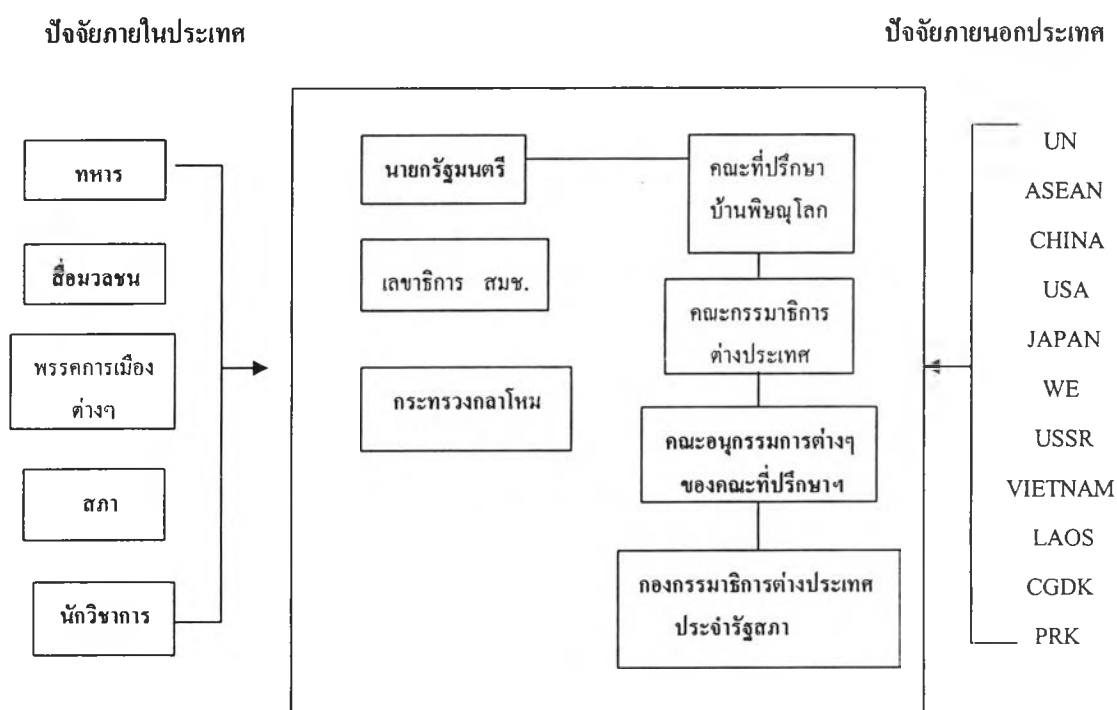 ปัจจัยภายในประเทศ
ปัจจัยภายนอกประเทศ
ทหาร
สื่อมวลชน
พรรคการเมือง
ต่างๆ
สภา
นักวิชาการ
นายกรัฐมนตรี
เลขาธิการ สมช.
กระทรวงกลาโหม
คณะที่ปรึกษา
บ้านพิษณุโลก
คณะกรรมาธิการ
ต่างประเทศ
คณะอนุกรรมการต่างๆ
ของคณะที่ปรึกษาฯ
กองกรรมาธิการต่างประเทศ
ประจำรัฐสภา
UN
ASEAN
CHINA
USA
JAPAN
WE
USSR
VIETNAM
LAOS
CGDK
PRK